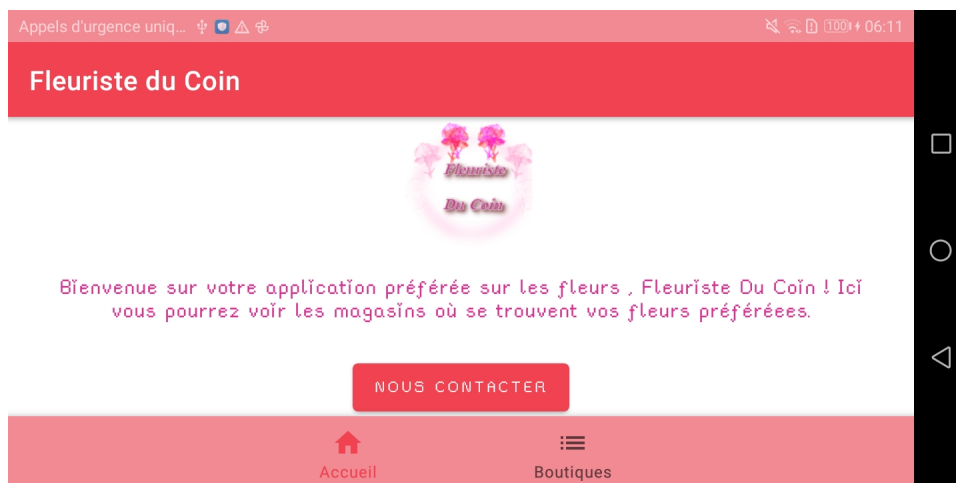 Appels d'urgence uniq... 100 06:11
Fleuriste du Coin
Fleuriste
Du Coin
Bienvenue sur votre application préférée sur les fleurs , Fleuriste Du Coin ! Ici
vous pourrez voir les magasins où se trouvent vos fleurs préféréees.
NOUS CONTACTER
Accueil Boutiques